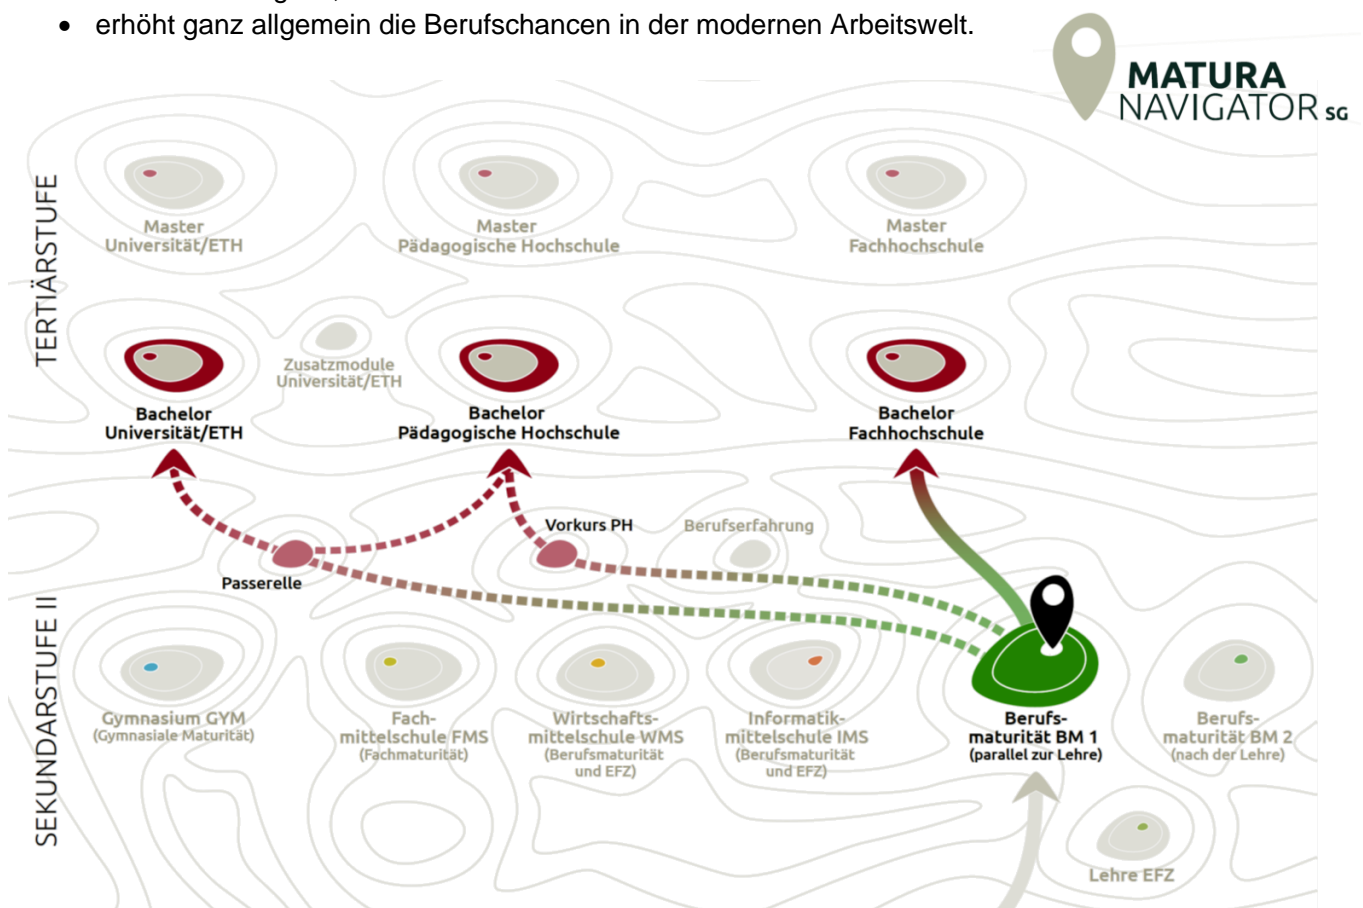 • erhöht ganz allgemein die Berufschancen in der modernen Arbeitswelt.
MATURA
NAVIGATOR SG
TERTIÄRSTUFE
Master
Universität/ETH
Master
Pädagogische Hochschule
Master
Fachhochschule
Zusatzmodule
Universität/ETH
Bachelor
Universität/ETH
Bachelor
Pädagogische Hochschule
Bachelor
Fachhochschule
Vorkurs PH
Berufserfahrung
Passerelle
SEKUNDARSTUFE II
Gymnasium GYM
(Gymnasiale Maturität)
Fach-
mittelschule FMS
(Fachmaturität)
Wirtschafts-
mittelschule WMS
(Berufsmaturität
und EFZ)
Informatik-
mittelschule IMS
(Berufsmaturität
und EFZ)
Berufs-
maturität BM 1
(parallel zur Lehre)
Berufs-
maturität BM 2
(nach der Lehre)
Lehre EFZ